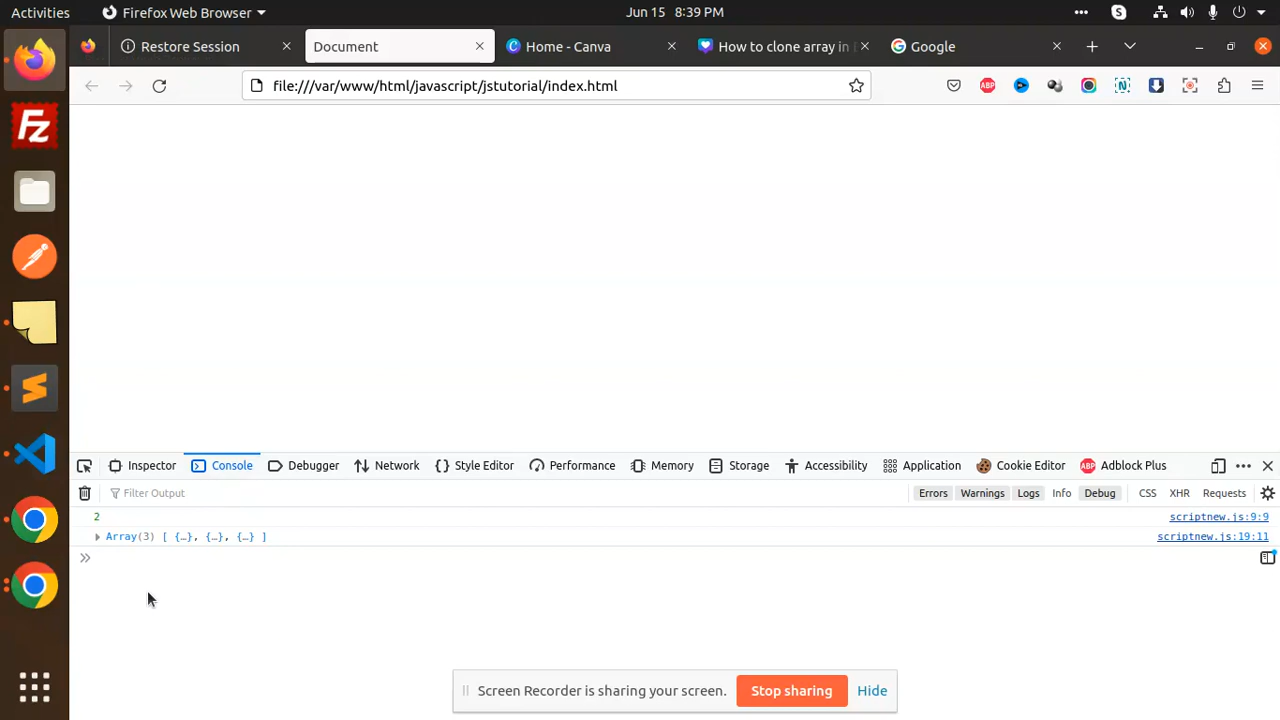 Activities Firefox Web Browser Jun 15 8:39 PM
Restore Session Document Home - Canva How to clone array in Google
file:///var/www/html/javascript/jstutorial/index.html
Inspector Console Debugger Network Style Editor Performance Memory Storage Accessibility Application Cookie Editor Adblock Plus
Filter Output Errors Warnings Logs Info Debug CSS XHR Requests
2 scriptnew.js:9:9
Array(3) [ {…}, {…}, {…} ] scriptnew.js:19:11
Screen Recorder is sharing your screen. Stop sharing Hide